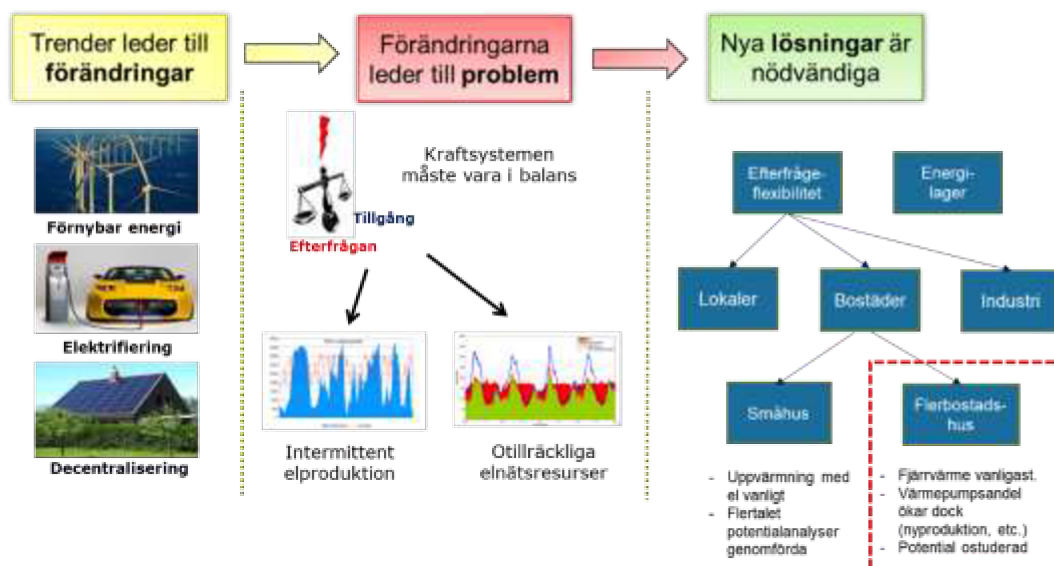 Trender leder till
förändringar
Förändringarna
leder till problem
Nya lösningar är
nödvändiga
Förnybar energi
Elektrifiering
Decentralisering
Kraftsystemen
måste vara i balans
Tillgång
Efterfrågan
Intermittent
elproduktion
Otillräckliga
elnätsresurser
Efterfråge-
flexibilitet
Energi-
lager
Lokaler
Bostäder
Industri
Småhus
Flerbostads-
hus
- Uppvärmning med
el vanligt
- Flertalet
potentialanalyser
genomförda
- Fjärrvärme vanligast.
- Värmepumpsandel
ökar dock
(nyproduktion, etc.)
- Potential ostuderad